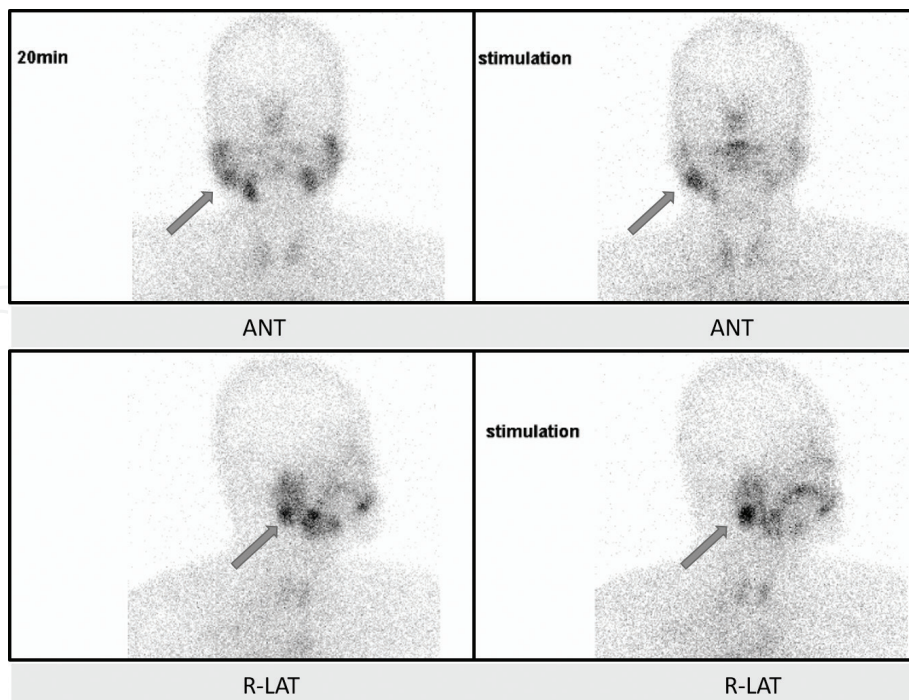 20min
stimulation
ANT
ANT
stimulation
R-LAT
R-LAT